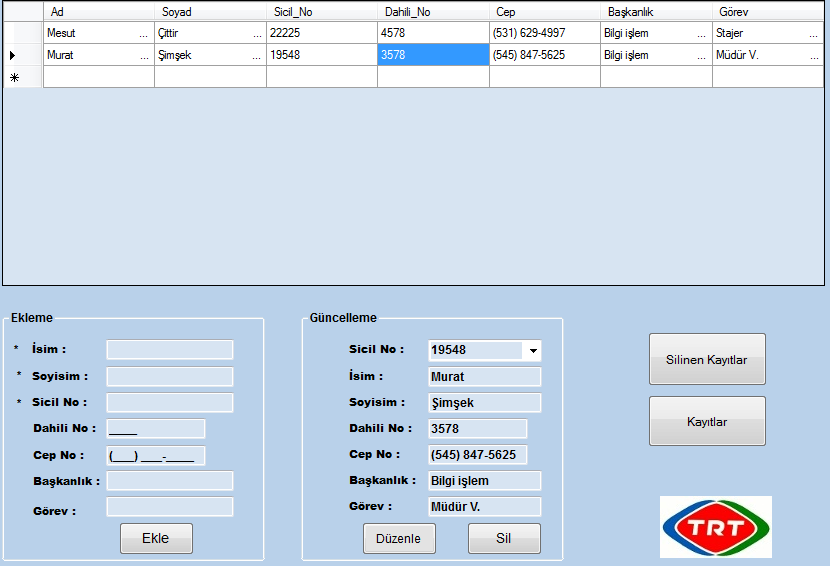 Ad Soyad Sicil_No Dahili_No Cep Başkanlık Görev
Mesut ... Çittir ... 22225 4578 (531) 629-4997 Bilgi işlem ... Stajer ...
Murat ... Şimşek ... 19548 3578 (545) 847-5625 Bilgi işlem ... Müdür V. ...
Ekleme
* İsim :
* Soyisim :
* Sicil No :
Dahili No : ____
Cep No : (___) ___-____
Başkanlık :
Görev :
Ekle
Güncelleme
Sicil No : 19548
İsim : Murat
Soyisim : Şimşek
Dahili No : 3578
Cep No : (545) 847-5625
Başkanlık : Bilgi işlem
Görev : Müdür V.
Düzenle Sil
Silinen Kayıtlar
Kayıtlar
TRT